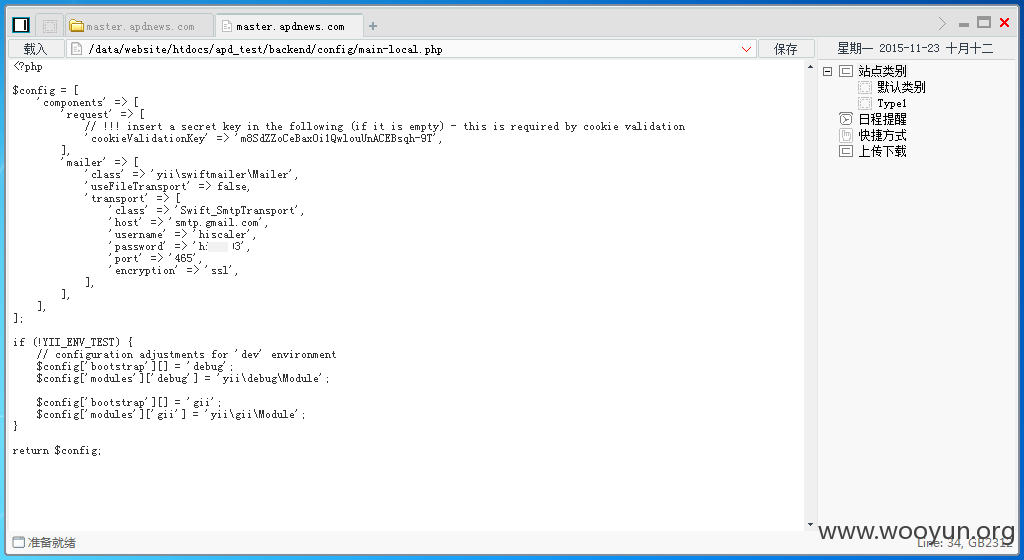 master.apdnews.com
master.apdnews.com
载入
/data/website/htdocs/apd_test/backend/config/main-local.php
保存
星期一 2015-11-23 十月十二
<?php
$config = [
'components' => [
'request' => [
// !!! insert a secret key in the following (if it is empty) - this is required by cookie validation
'cookieValidationKey' => 'm8SdZZoCeBaxOi1QwlouUnACEBsqh-9T',
],
'mailer' => [
'class' => 'yii\swiftmailer\Mailer',
'useFileTransport' => false,
'transport' => [
'class' => 'Swift_SmtpTransport',
'host' => 'smtp.gmail.com',
'username' => 'hiscaler',
'password' => 
'port' => '465',
'encryption' => 'ssl',
],
],
],
];
if (!YII_ENV_TEST) {
// configuration adjustments for 'dev' environment
$config['bootstrap'][] = 'debug';
$config['modules']['debug'] = 'yii\debug\Module';
$config['bootstrap'][] = 'gii';
$config['modules']['gii'] = 'yii\gii\Module';
}
return $config;
站点类别
默认类别
Type1
日程提醒
快捷方式
上传下载
准备就绪
www.wooyun.org
Line: 34, GB2312